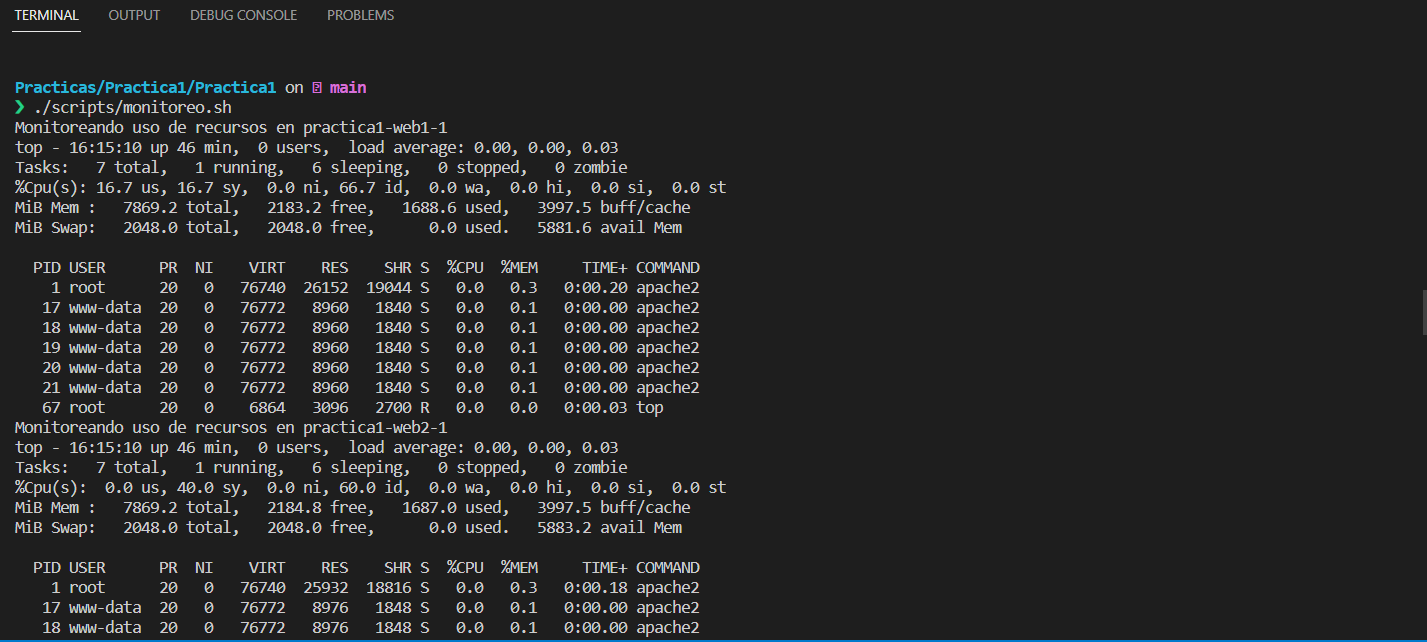 TERMINAL OUTPUT DEBUG CONSOLE PROBLEMS
Practicas/Practica1/Practica1 on main
❯ ./scripts/monitoreo.sh
Monitoreando uso de recursos en practica1-web1-1
top - 16:15:10 up 46 min,  0 users,  load average: 0.00, 0.00, 0.03
Tasks:   7 total,   1 running,   6 sleeping,   0 stopped,   0 zombie
%Cpu(s): 16.7 us, 16.7 sy,  0.0 ni, 66.7 id,  0.0 wa,  0.0 hi,  0.0 si,  0.0 st
MiB Mem :   7869.2 total,   2183.2 free,   1688.6 used,   3997.5 buff/cache
MiB Swap:   2048.0 total,   2048.0 free,      0.0 used.   5881.6 avail Mem
  PID USER      PR  NI    VIRT    RES    SHR S  %CPU  %MEM     TIME+ COMMAND
    1 root      20   0   76740  26152  19044 S   0.0   0.3   0:00.20 apache2
   17 www-data  20   0   76772   8960   1840 S   0.0   0.1   0:00.00 apache2
   18 www-data  20   0   76772   8960   1840 S   0.0   0.1   0:00.00 apache2
   19 www-data  20   0   76772   8960   1840 S   0.0   0.1   0:00.00 apache2
   20 www-data  20   0   76772   8960   1840 S   0.0   0.1   0:00.00 apache2
   21 www-data  20   0   76772   8960   1840 S   0.0   0.1   0:00.00 apache2
   67 root      20   0    6864   3096   2700 R   0.0   0.0   0:00.03 top
Monitoreando uso de recursos en practica1-web2-1
top - 16:15:10 up 46 min,  0 users,  load average: 0.00, 0.00, 0.03
Tasks:   7 total,   1 running,   6 sleeping,   0 stopped,   0 zombie
%Cpu(s):  0.0 us, 40.0 sy,  0.0 ni, 60.0 id,  0.0 wa,  0.0 hi,  0.0 si,  0.0 st
MiB Mem :   7869.2 total,   2184.8 free,   1687.0 used,   3997.5 buff/cache
MiB Swap:   2048.0 total,   2048.0 free,      0.0 used.   5883.2 avail Mem
  PID USER      PR  NI    VIRT    RES    SHR S  %CPU  %MEM     TIME+ COMMAND
    1 root      20   0   76740  25932  18816 S   0.0   0.3   0:00.18 apache2
   17 www-data  20   0   76772   8976   1848 S   0.0   0.1   0:00.00 apache2
   18 www-data  20   0   76772   8976   1848 S   0.0   0.1   0:00.00 apache2